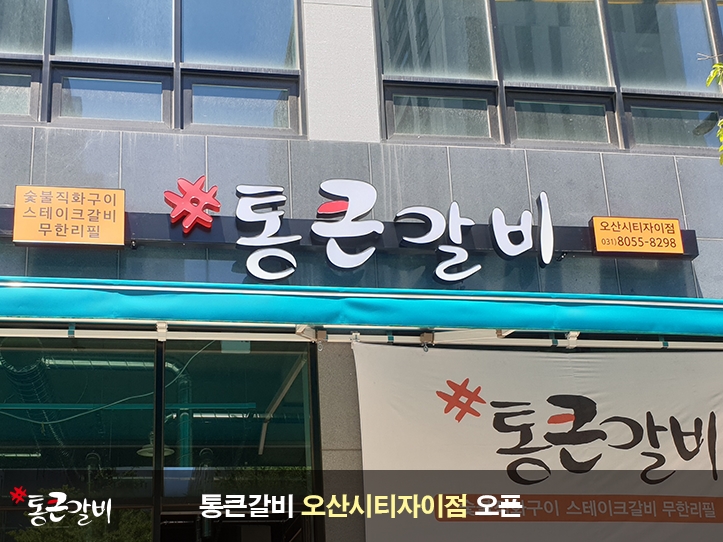 숯불직화구이
스테이크갈비
무한리필
통큰갈비
오산시티자이점
031)8055-8298
통큰갈비
숯불직화구이 스테이크갈비 무한리필
통큰갈비
통큰갈비 오산시티자이점 오픈